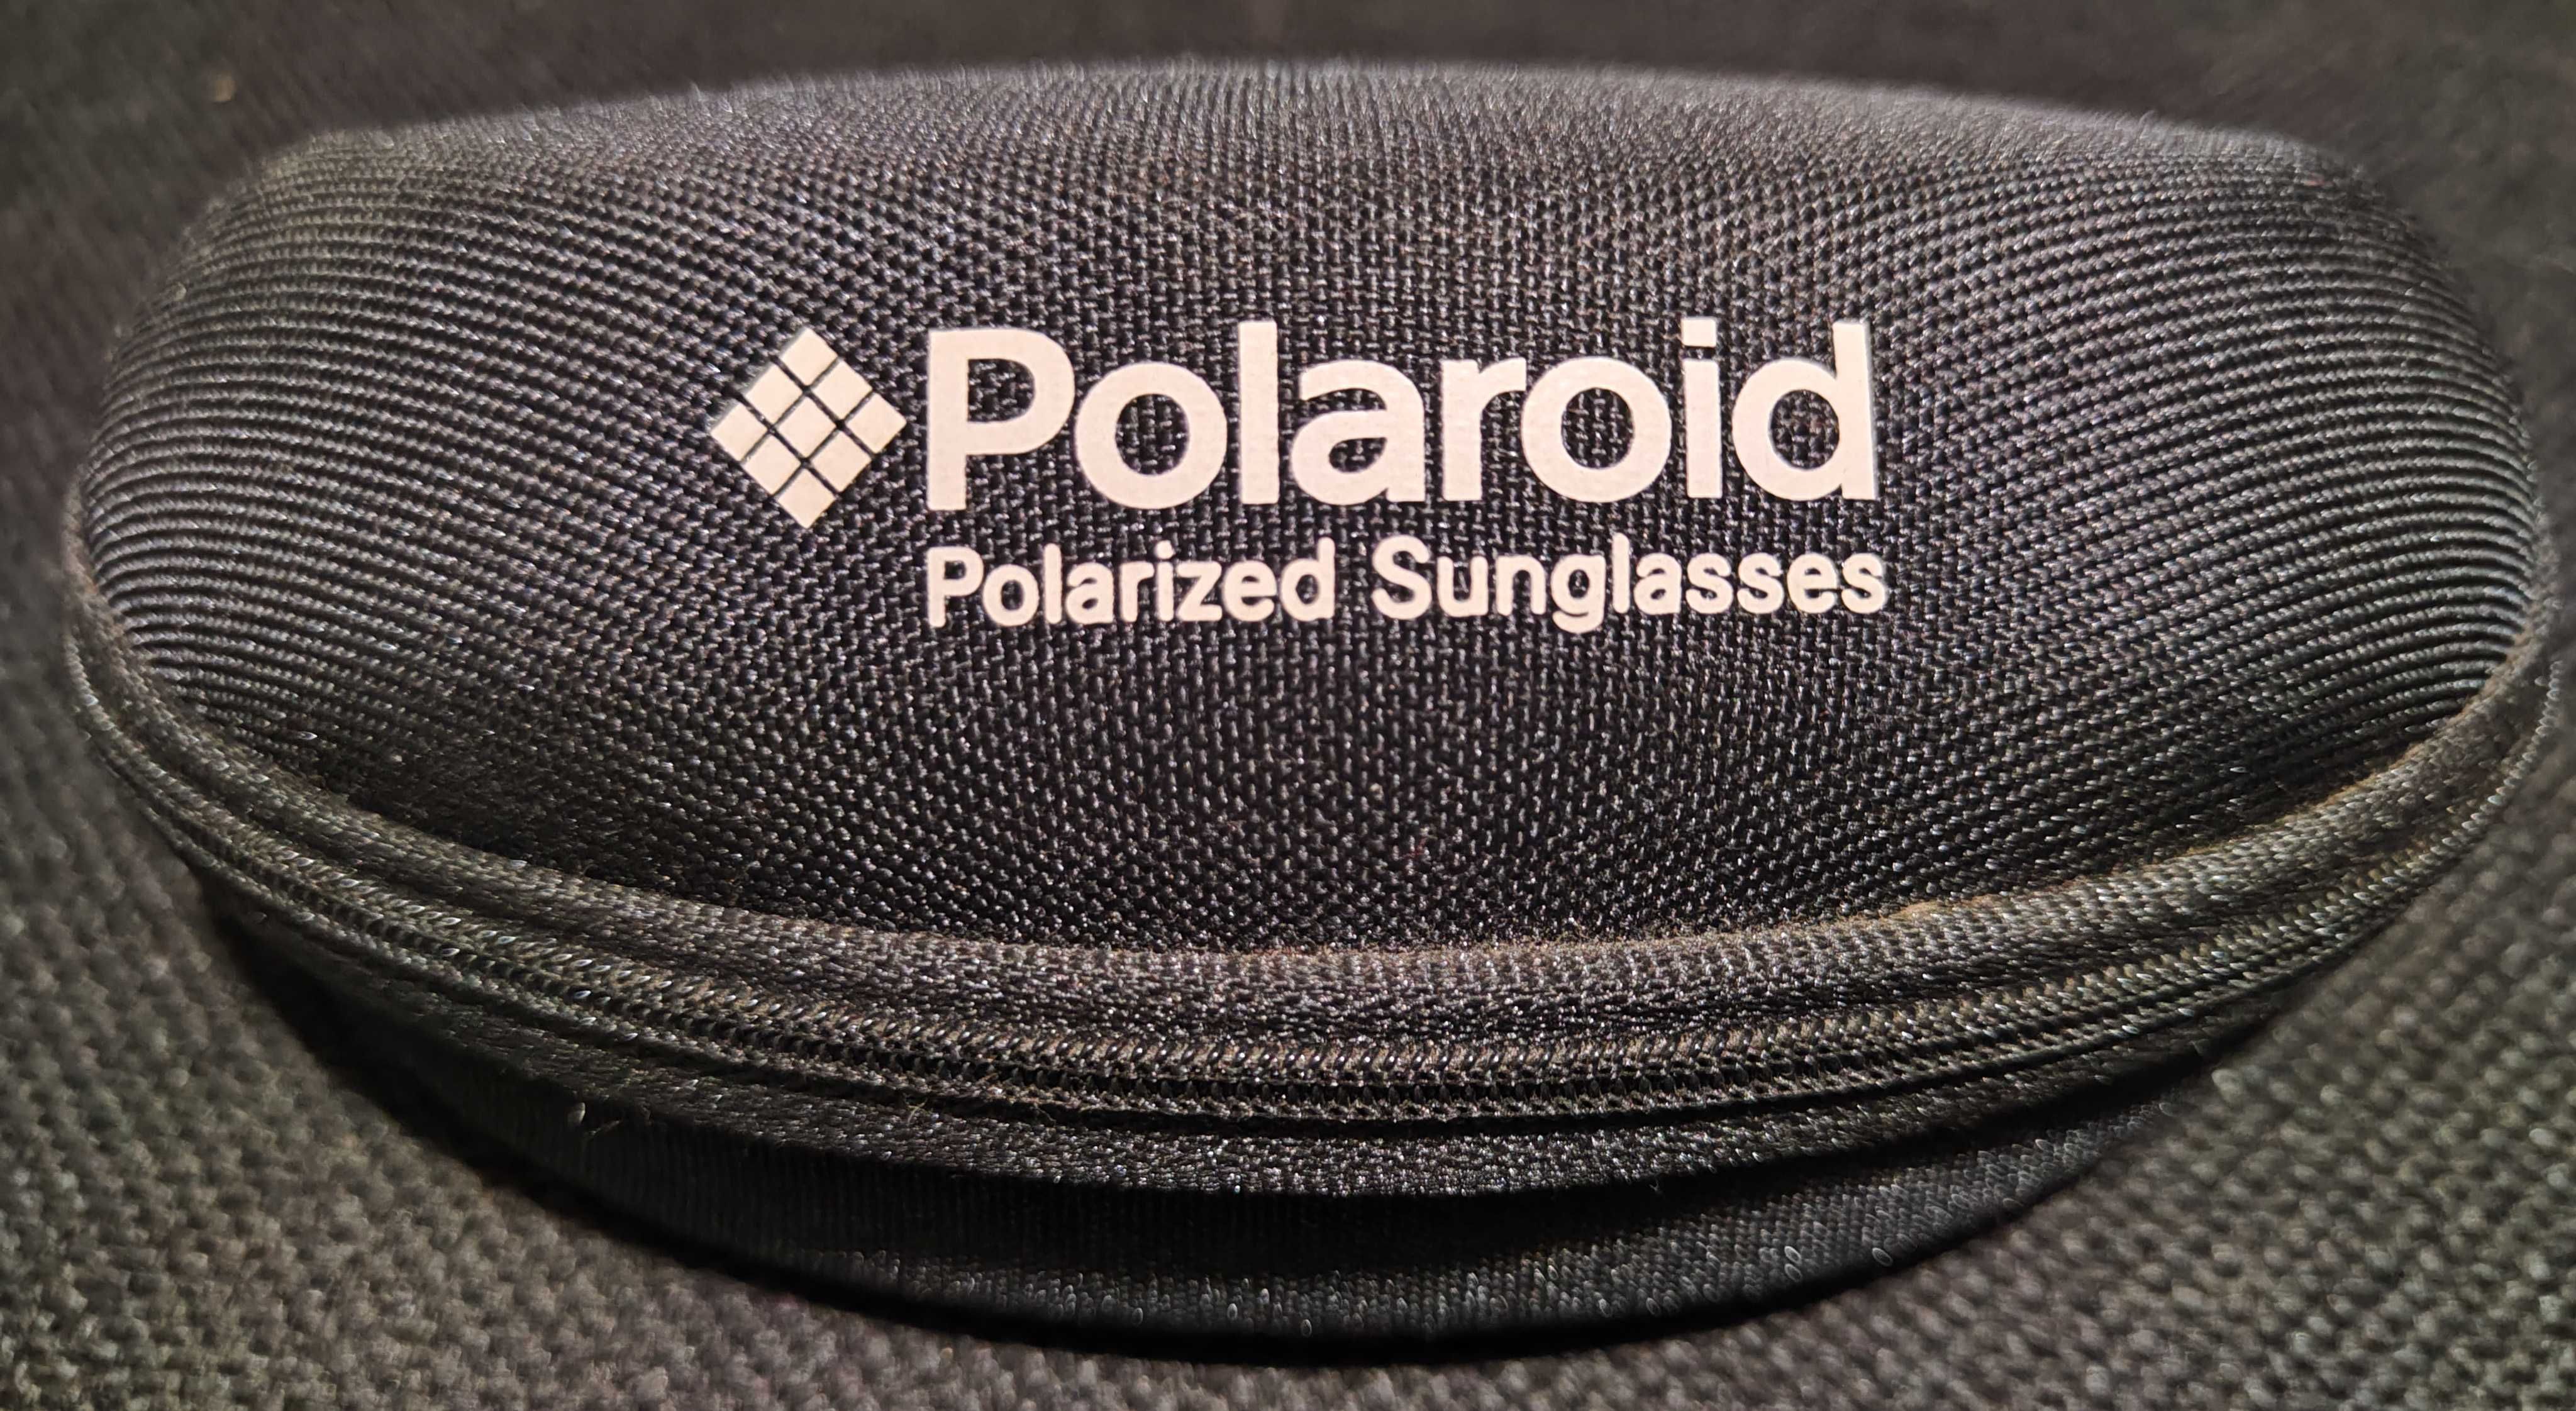 Polaroid
Polarized Sunglasses